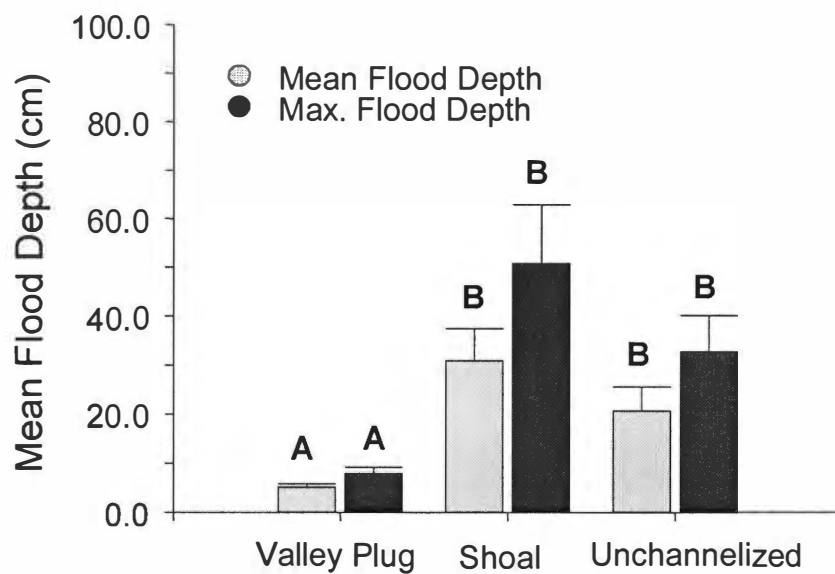 Mean Flood Depth (cm)
100.0
80.0
60.0
40.0
20.0
0.0
Mean Flood Depth
Max. Flood Depth
A
A
B
B
B
B
Valley Plug
Shoal
Unchannelized